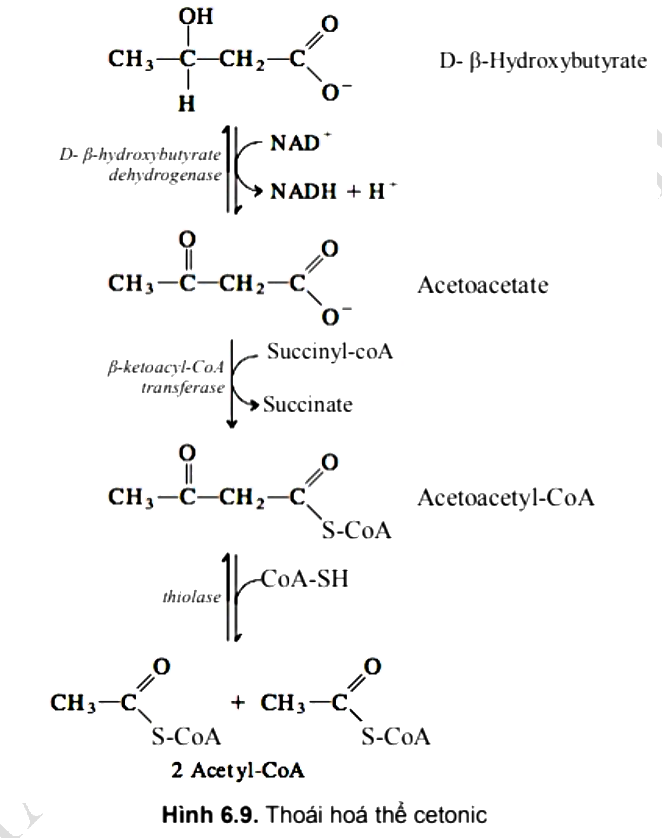 OH
O
CH₃—C—CH₂—C
O⁻
H
D- β-Hydroxybutyrate
D- β-hydroxybutyrate
dehydrogenase
NAD⁺
NADH + H⁺
O
O
CH₃—C—CH₂—C
O⁻
Acetoacetate
β-ketoacyl-CoA
transferase
Succinyl-coA
Succinate
O
O
CH₃—C—CH₂—C
S-CoA
Acetoacetyl-CoA
thiolase
CoA-SH
O
O
CH₃—C + CH₃—C
S-CoA
S-CoA
2 Acetyl-CoA
Hình 6.9. Thoái hoá thể cetonic